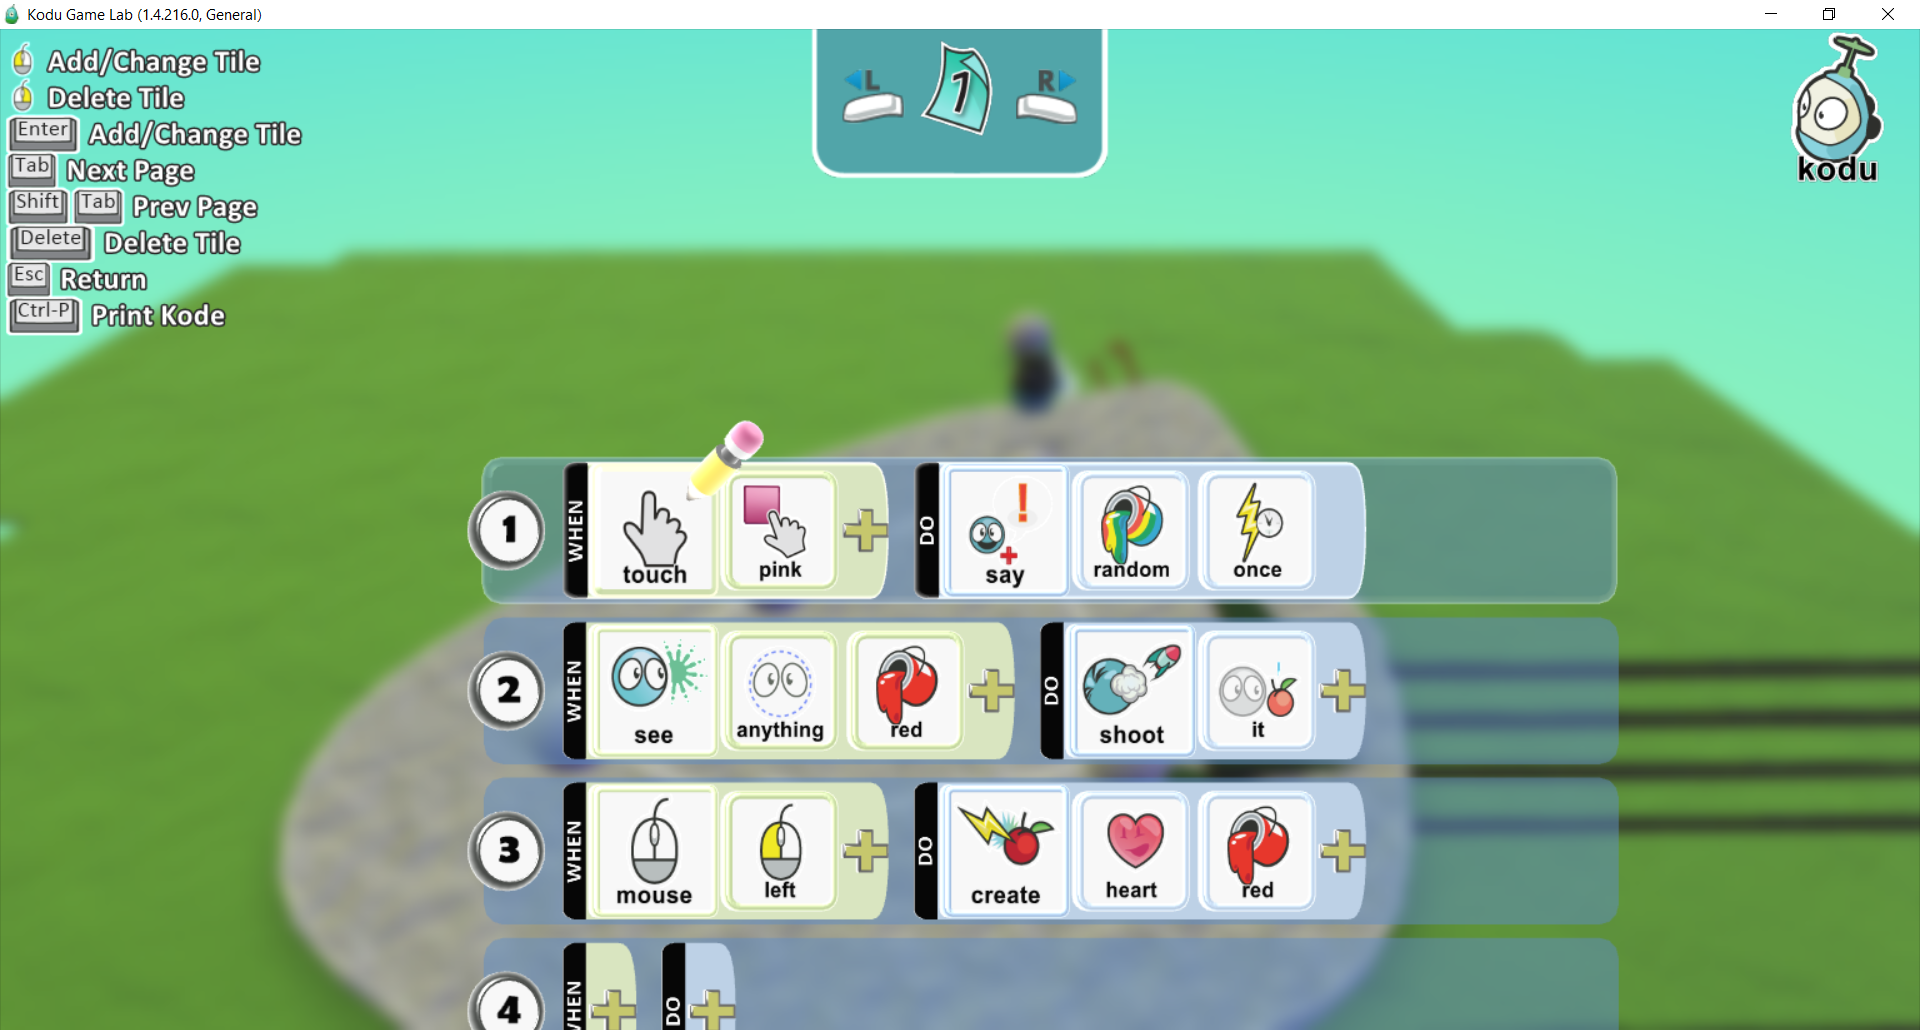 Kodu Game Lab (1.4.216.0, General)
Add/Change Tile
Delete Tile
Enter Add/Change Tile
Tab Next Page
Shift Tab Prev Page
Delete Delete Tile
Esc Return
Ctrl-P Print Kode
L 1 R
kodu
1 WHEN touch pink DO say random once
2 WHEN see anything red DO shoot it
3 WHEN mouse left DO create heart red
4 WHEN DO